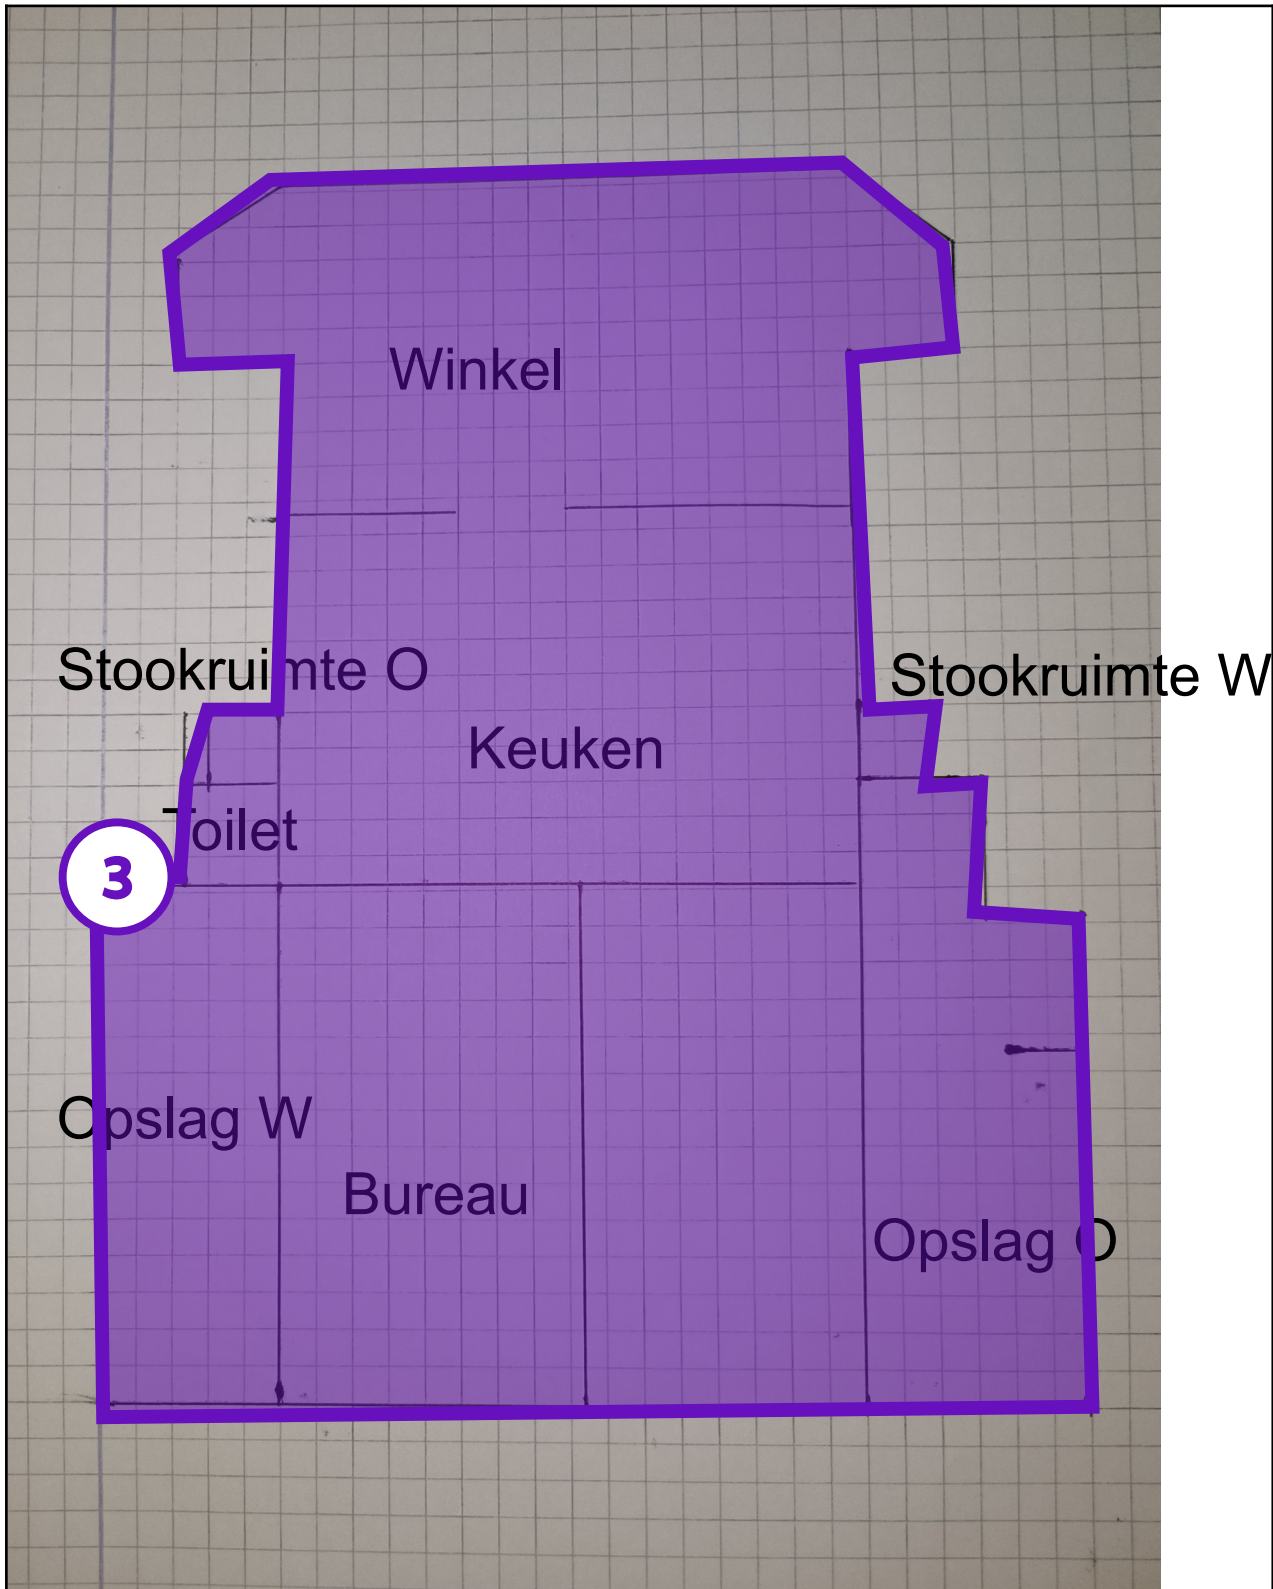 Winkel
Stookruimte O
Stookruimte W
Keuken
Toilet
3
Opslag W
Bureau
Opslag O